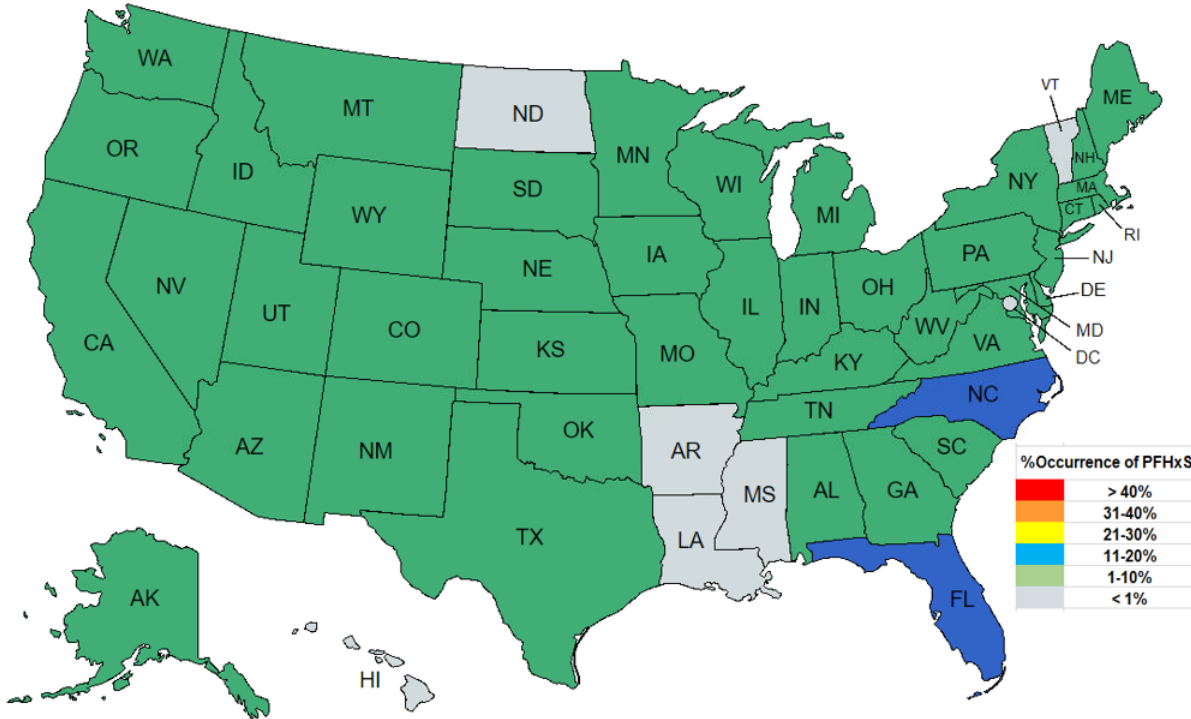 WA
MT
ND
MN
VT
ME
OR
ID
SD
WI
NY
NH
MA
WY
MI
CT
RI
IA
PA
NJ
NE
NV
UT
CO
IL
IN
OH
DE
CA
KS
MO
WV
MD
VA
DC
KY
NC
TN
AZ
NM
OK
AR
SC
MS
AL
GA
%Occurrence of PFHxS
> 40%
31-40%
21-30%
11-20%
1-10%
< 1%
TX
LA
FL
AK
HI